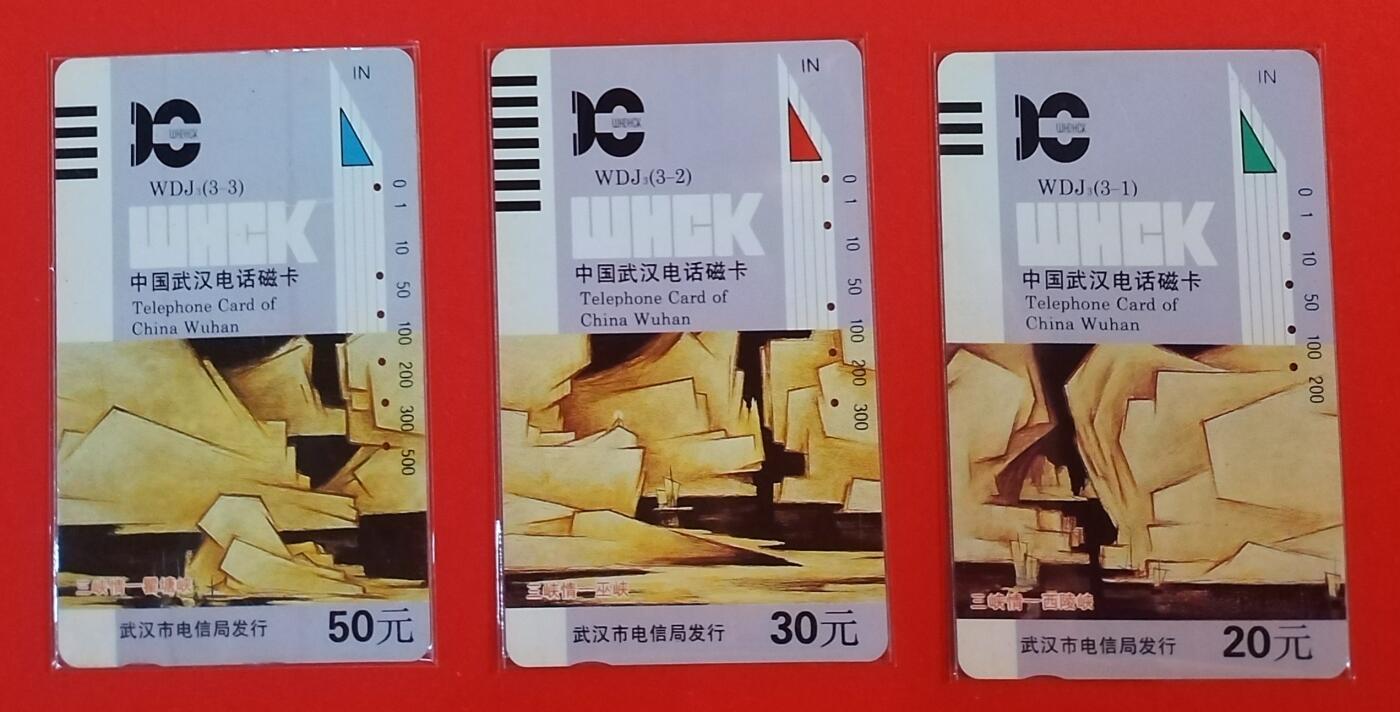 IN
WHCK
WDJ3(3-3)
WHCK
中国武汉电话磁卡
Telephone Card of
China Wuhan
0
1
10
50
100
200
300
500
三峡情—瞿塘峡
武汉市电信局发行
50元
IN
WHCK
WDJ3(3-2)
WHCK
中国武汉电话磁卡
Telephone Card of
China Wuhan
0
1
10
50
100
200
300
三峡情—巫峡
武汉市电信局发行
30元
IN
WHCK
WDJ3(3-1)
WHCK
中国武汉电话磁卡
Telephone Card of
China Wuhan
0
1
10
50
100
200
三峡情—西陵峡
武汉市电信局发行
20元